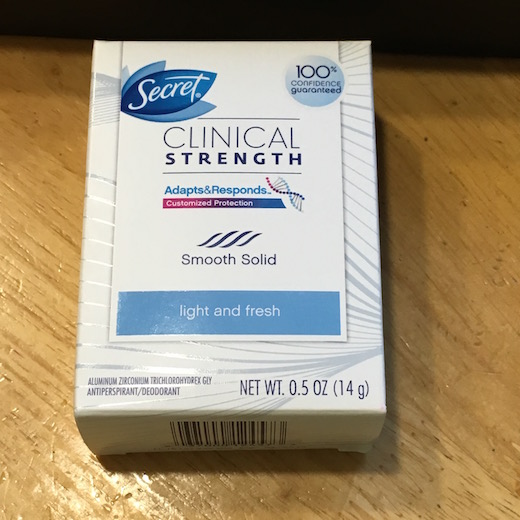 Secret®
100%
CONFIDENCE
guaranteed
CLINICAL
STRENGTH
Adapts&Responds™
Customized Protection
Smooth Solid
light and fresh
ALUMINUM ZIRCONIUM TRICHLOROHYDREX GLY
ANTIPERSPIRANT/DEODORANT
NET WT. 0.5 OZ (14 g)